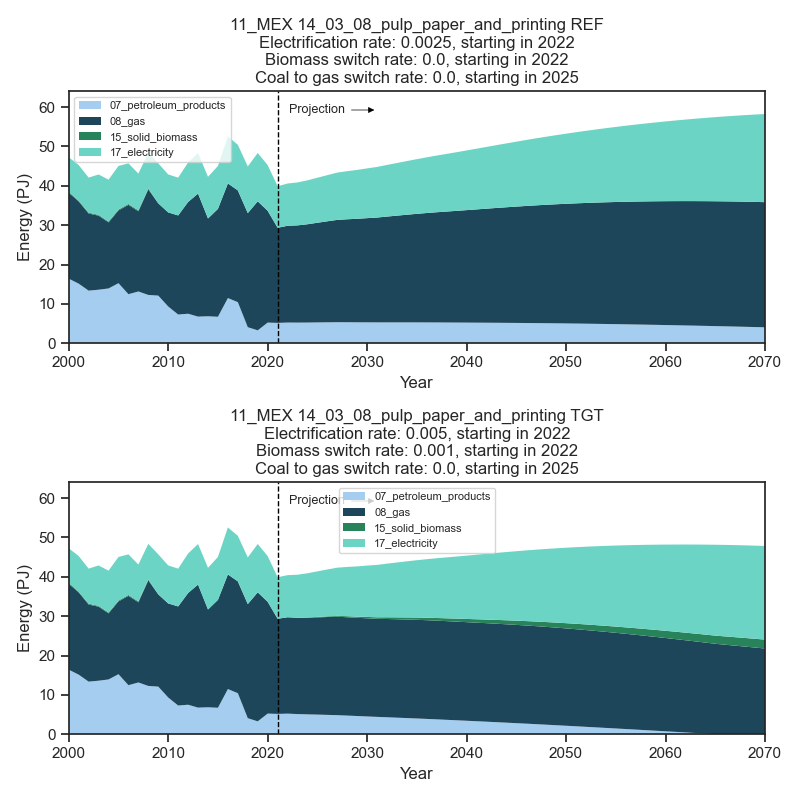 11_MEX 14_03_08_pulp_paper_and_printing REF
Electrification rate: 0.0025, starting in 2022
Biomass switch rate: 0.0, starting in 2022
Coal to gas switch rate: 0.0, starting in 2025
07_petroleum_products
08_gas
15_solid_biomass
17_electricity
Projection
Energy (PJ)
60
50
40
30
20
10
0
2000 2010 2020 2030 2040 2050 2060 2070
Year
11_MEX 14_03_08_pulp_paper_and_printing TGT
Electrification rate: 0.005, starting in 2022
Biomass switch rate: 0.001, starting in 2022
Coal to gas switch rate: 0.0, starting in 2025
Projection
07_petroleum_products
08_gas
15_solid_biomass
17_electricity
Energy (PJ)
60
50
40
30
20
10
0
2000 2010 2020 2030 2040 2050 2060 2070
Year